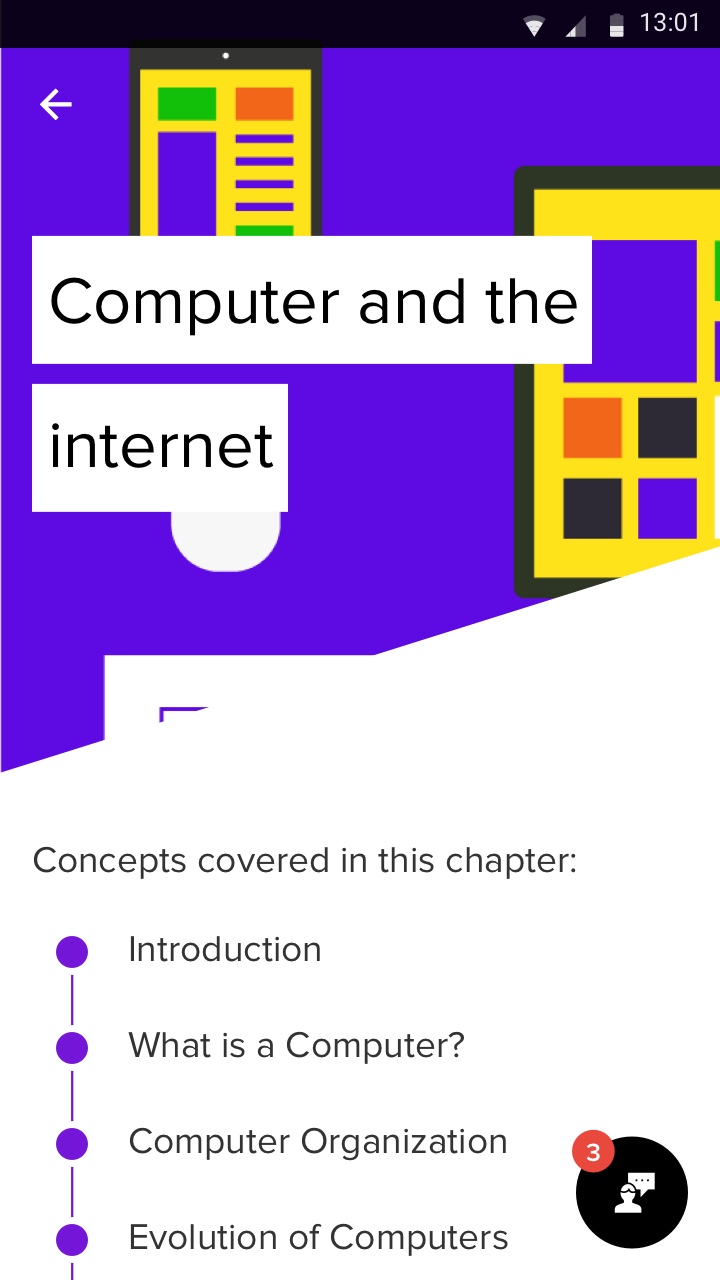 13:01
Computer and the
internet
Concepts covered in this chapter:
Introduction
What is a Computer?
Computer Organization
3
Evolution of Computers